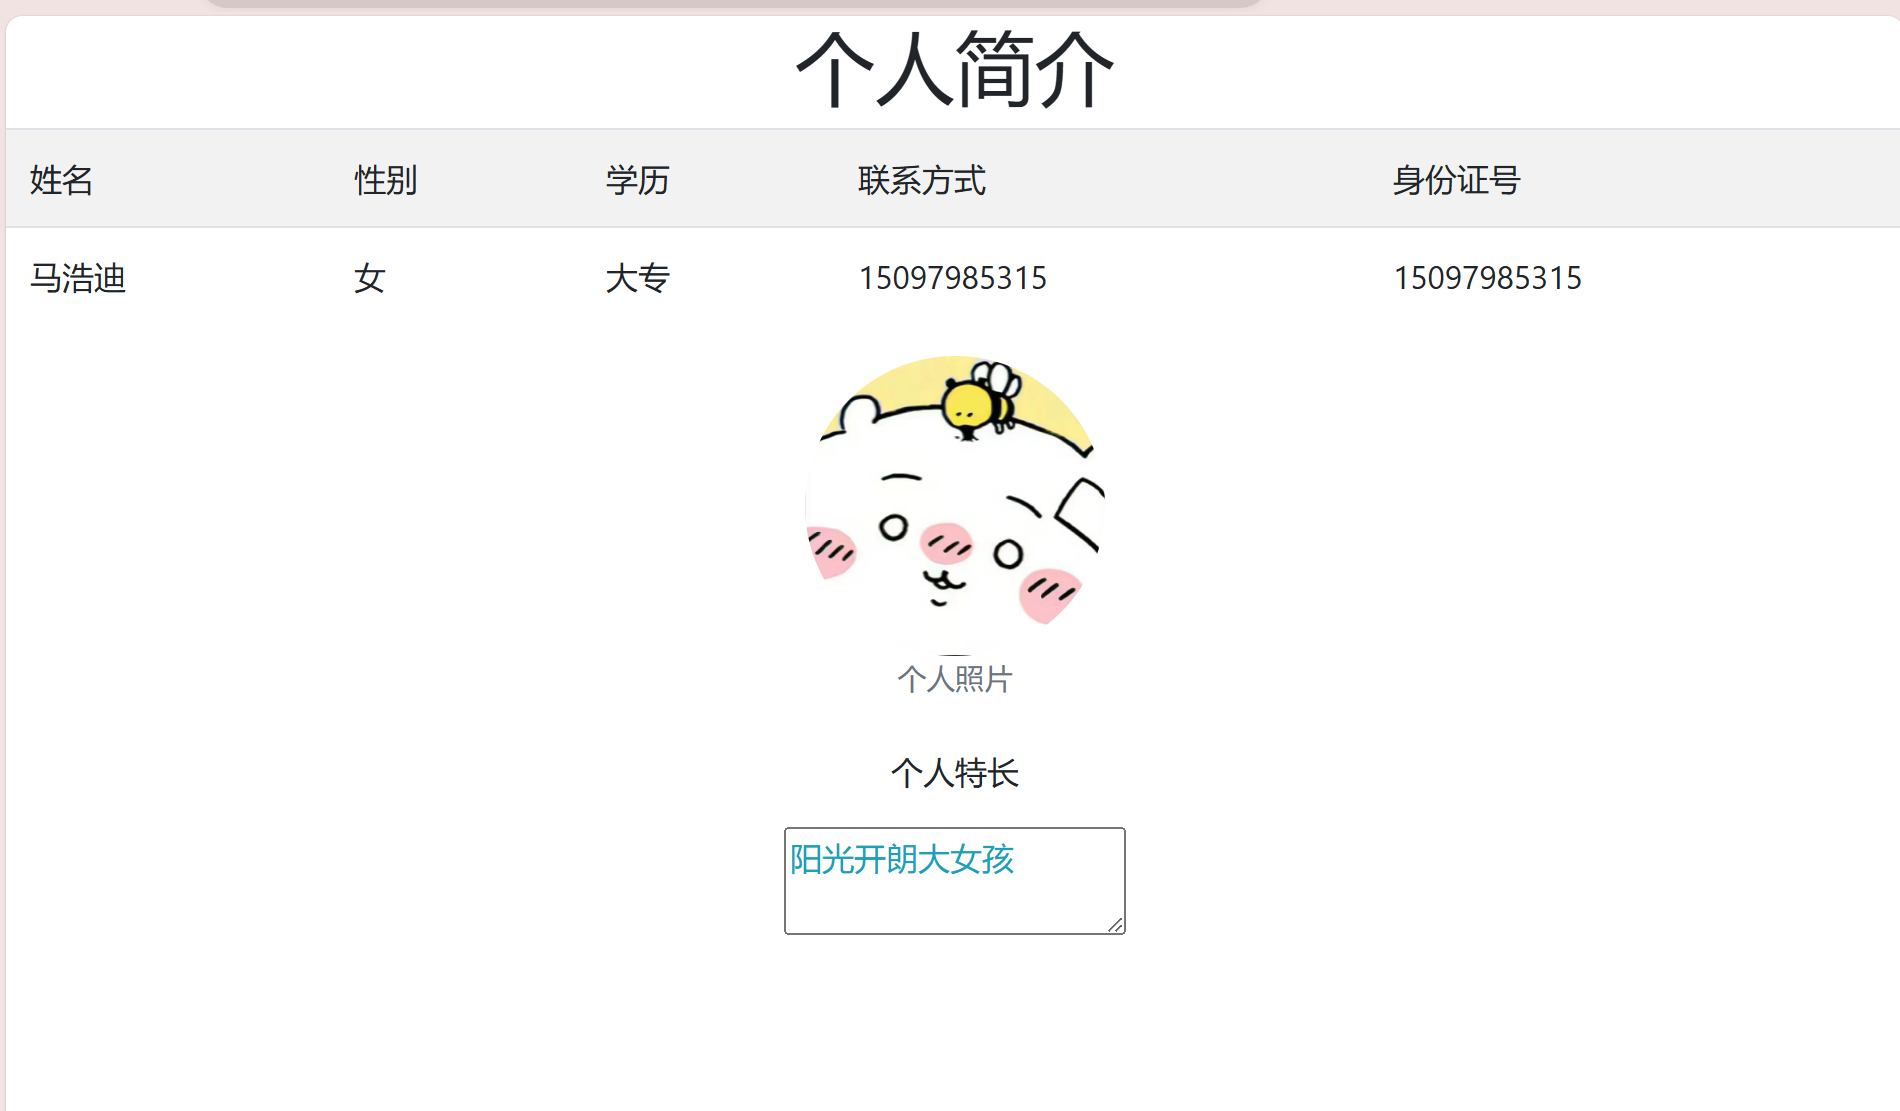 个人简介
姓名 性别 学历 联系方式 身份证号
马浩迪 女 大专 15097985315 15097985315
个人照片
个人特长
阳光开朗大女孩